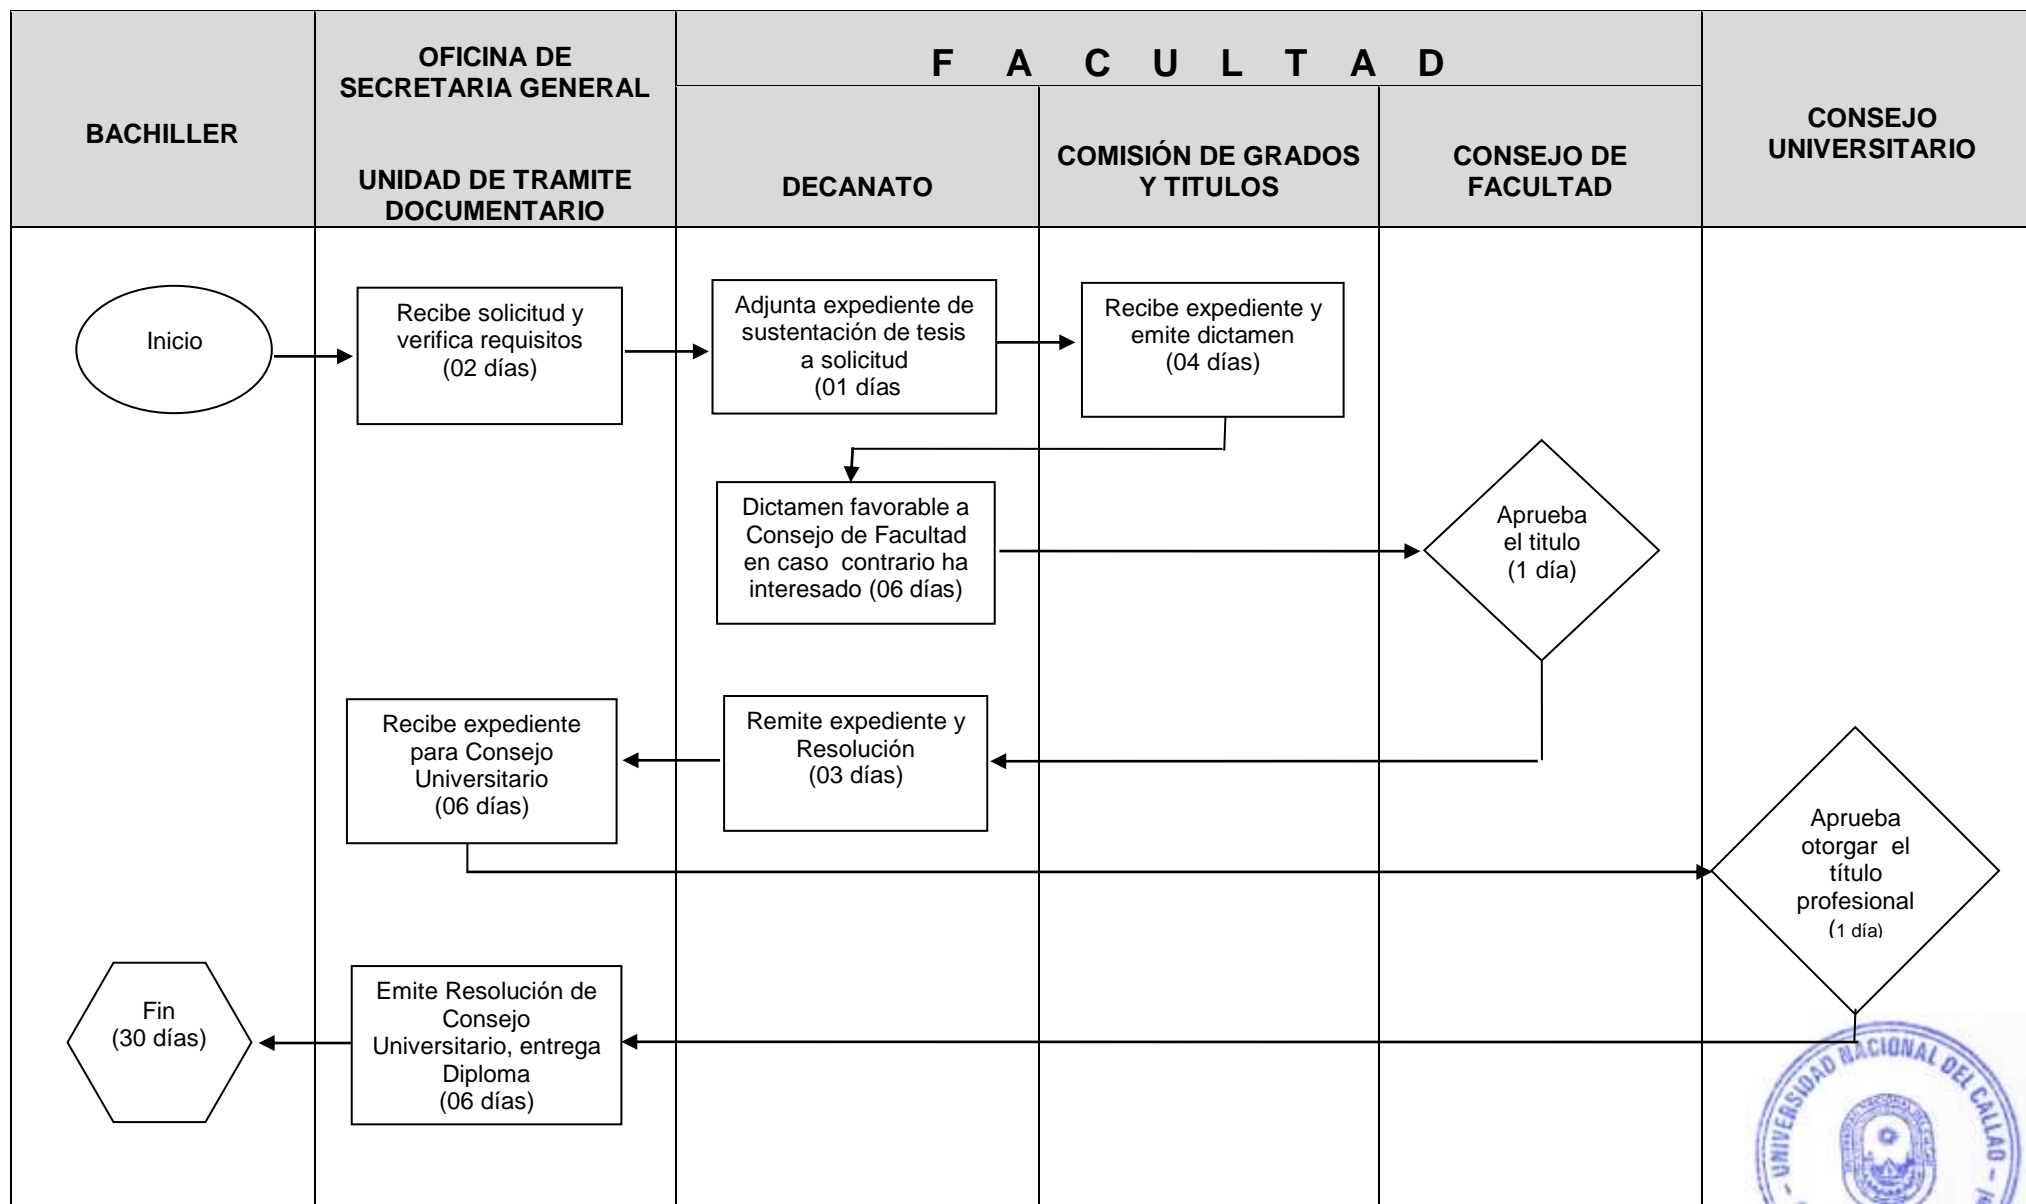 BACHILLER
OFICINA DE
SECRETARIA GENERAL
UNIDAD DE TRAMITE
DOCUMENTARIO
F A C U L T A D
DECANATO
COMISIÓN DE GRADOS
Y TITULOS
CONSEJO DE
FACULTAD
CONSEJO
UNIVERSITARIO
Inicio
Recibe solicitud y
verifica requisitos
(02 días)
Adjunta expediente de
sustentación de tesis
a solicitud
(01 días
Recibe expediente y
emite dictamen
(04 días)
Dictamen favorable a
Consejo de Facultad
en caso contrario ha
interesado (06 días)
Aprueba
el titulo
(1 día)
Remite expediente y
Resolución
(03 días)
Recibe expediente
para Consejo
Universitario
(06 días)
Aprueba
otorgar el
título
profesional
(1 día)
Emite Resolución de
Consejo
Universitario, entrega
Diploma
(06 días)
Fin
(30 días)
- UNIVERSIDAD NACIONAL DEL CALLAO -